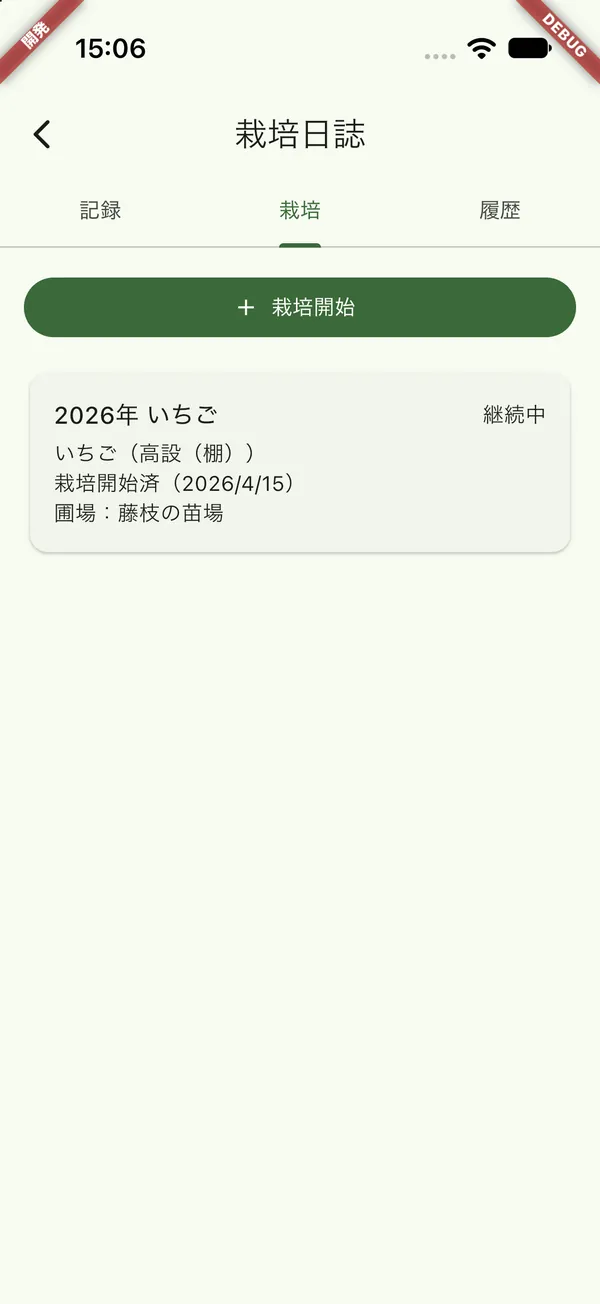 開発
15:06
DEBUG
栽培日誌
記録
栽培
履歴
+ 栽培開始
2026年 いちご
継続中
いちご（高設（棚））
栽培開始済（2026/4/15）
圃場：藤枝の苗場